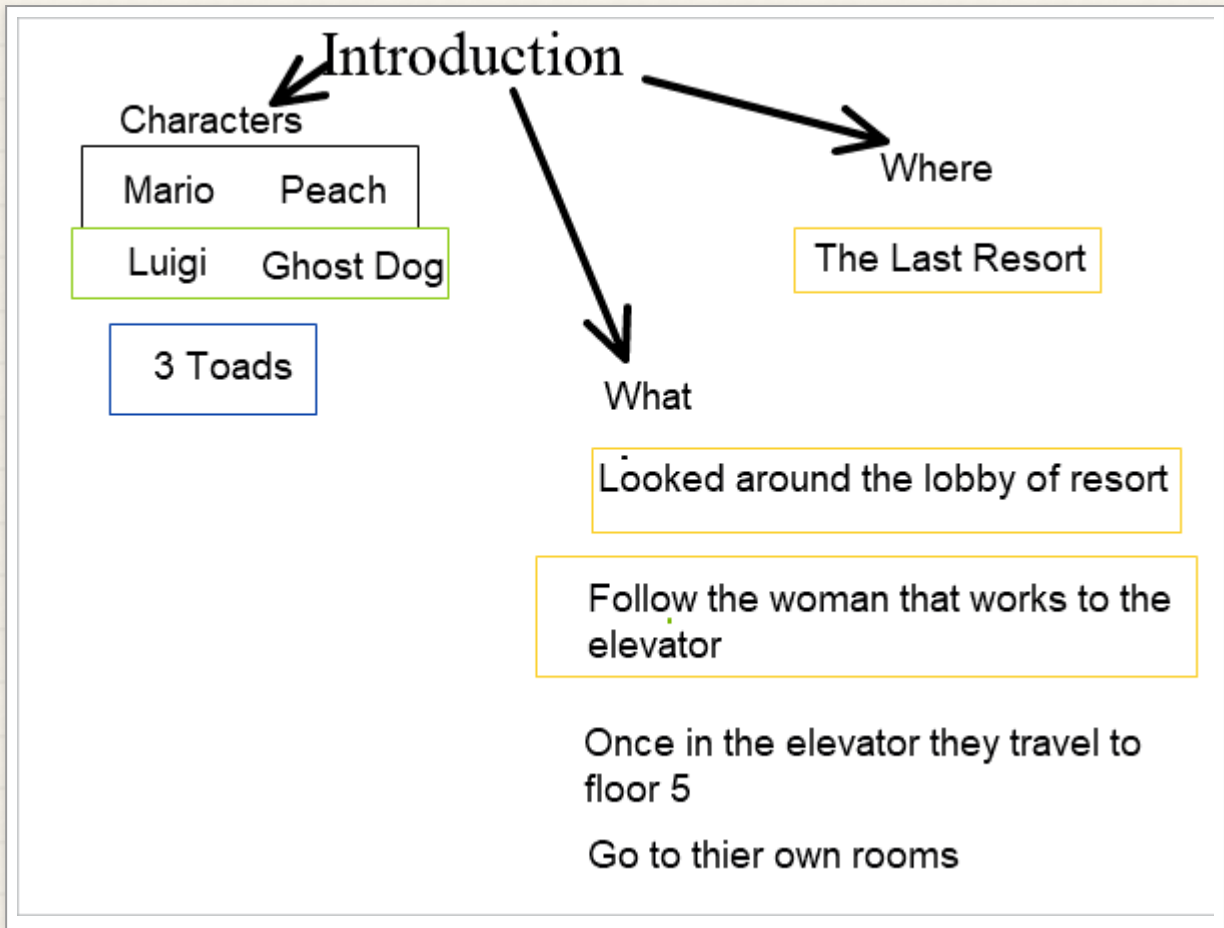 Introduction
Characters
Mario Peach
Luigi Ghost Dog
3 Toads
Where
The Last Resort
What
Looked around the lobby of resort
Follow the woman that works to the
elevator
Once in the elevator they travel to
floor 5
Go to thier own rooms